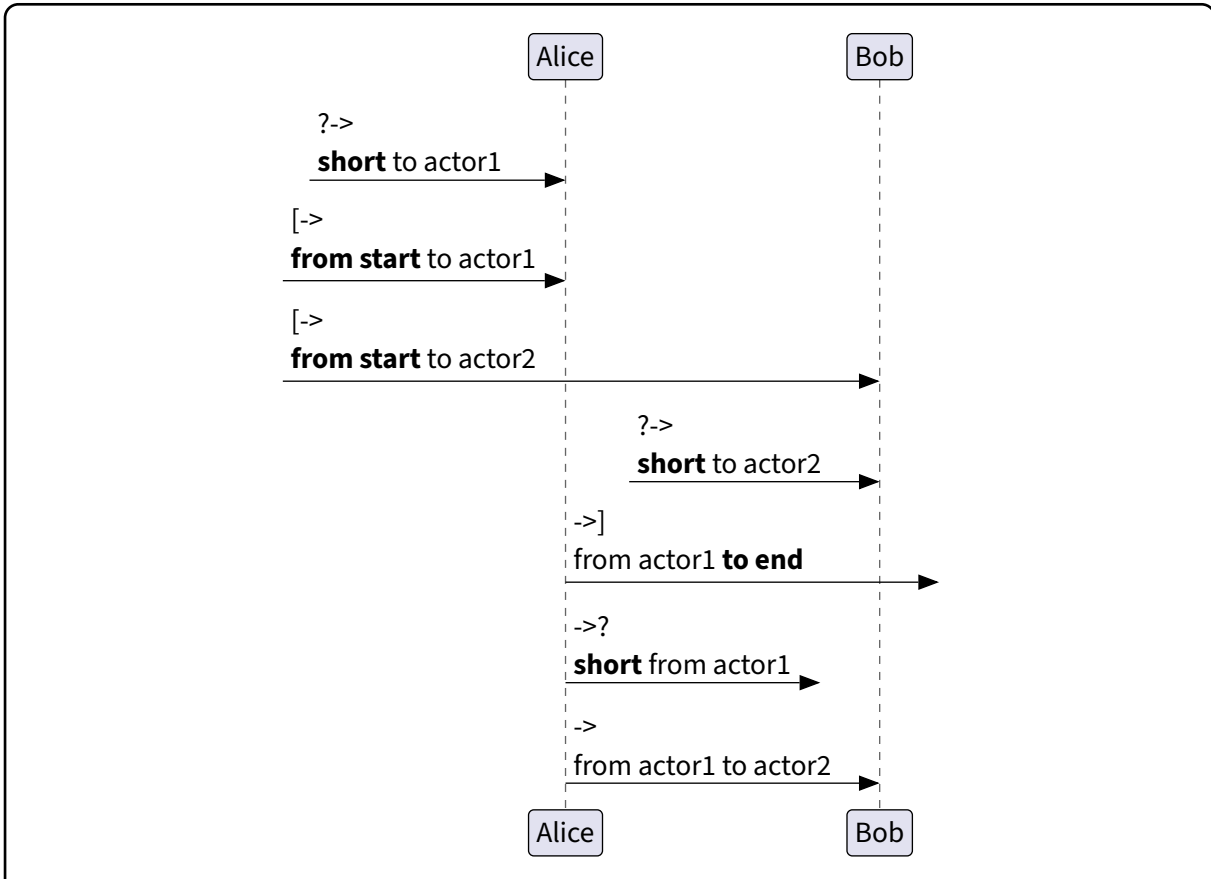 Alice
Bob
?->
short to actor1
[->
from start to actor1
[->
from start to actor2
?->
short to actor2
->]
from actor1 to end
->?
short from actor1
->
from actor1 to actor2
Alice
Bob